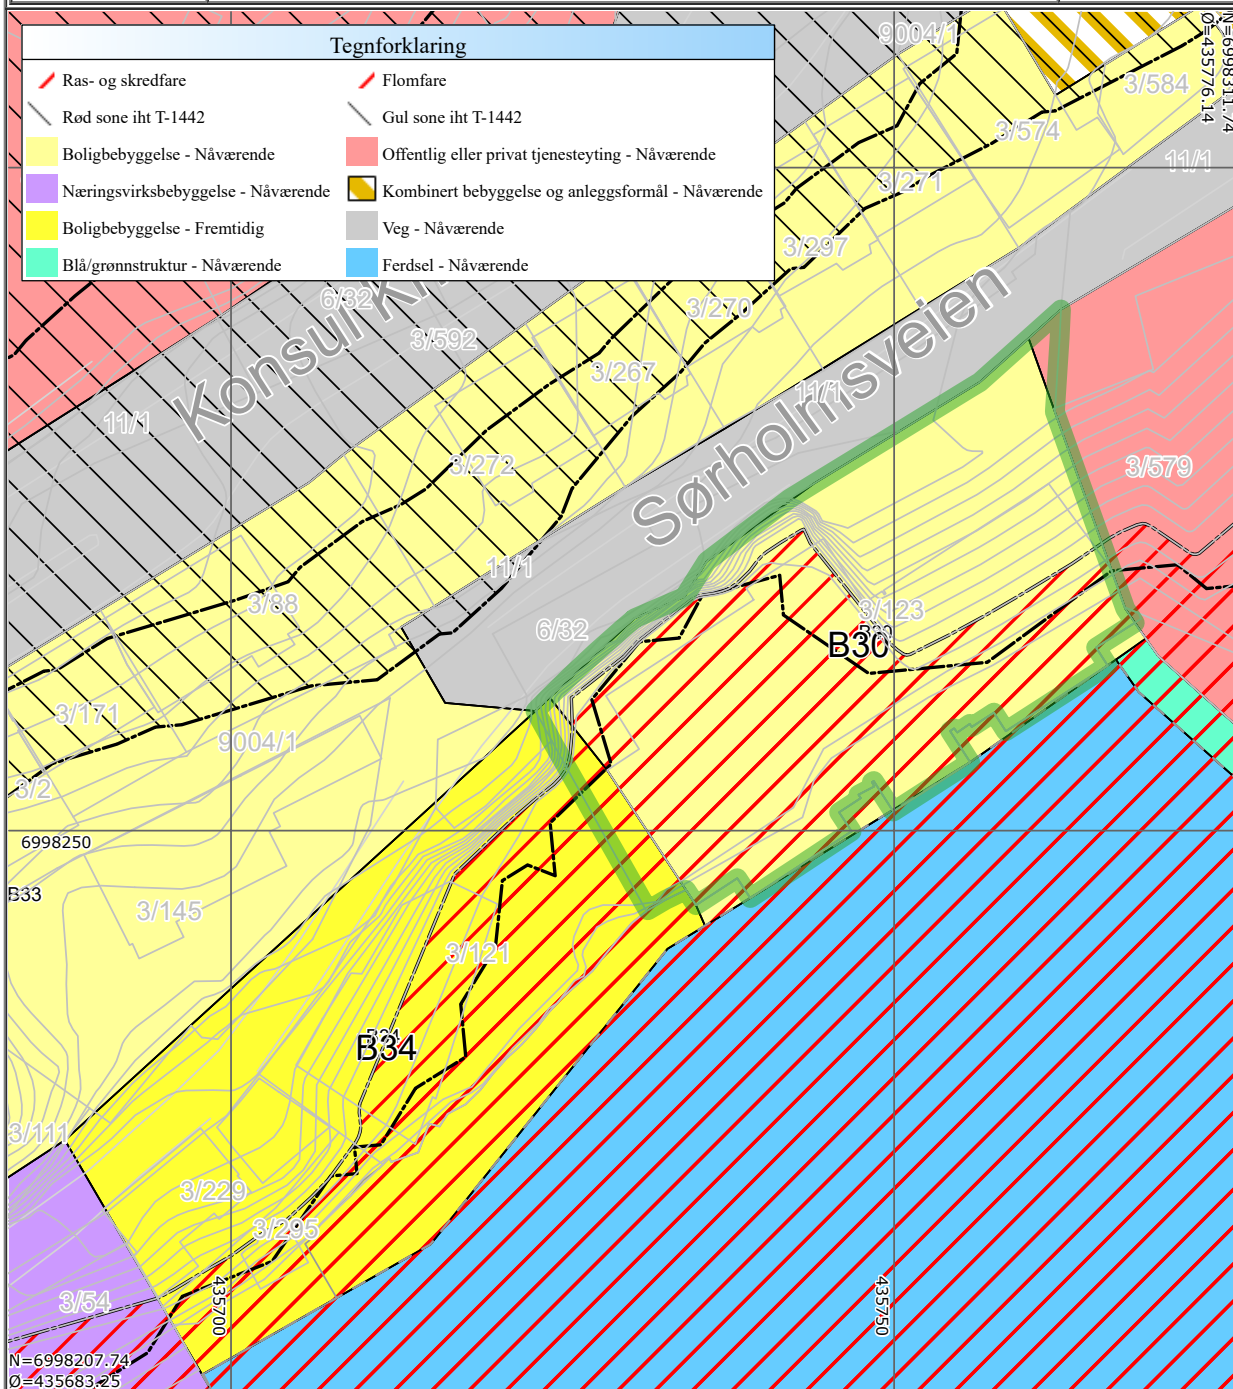 Tegnforklaring
Ras- og skredfare
Flomfare
Rød sone iht T-1442
Gul sone iht T-1442
Boligbebyggelse - Nåværende
Offentlig eller privat tjenesteyting - Nåværende
Næringsvirksbebyggelse - Nåværende
Kombinert bebyggelse og anleggsformål - Nåværende
Boligbebyggelse - Fremtidig
Veg - Nåværende
Blå/grønnstruktur - Nåværende
Ferdsel - Nåværende
N=6998311.74
Ø=435776.14
9004/1
3/584
3/574
11/1
3/271
3/297
6/32
3/270
3/592
Konsul
3/267
11/1
11/1
Sørholmsveien
3/272
3/579
11/1
3/88
3/123
6/32
B30
3/171
9004/1
3/2
6998250
B33
3/145
3/121
B34
3/111
3/229
3/295
3/54
435700
435750
N=6998207.74
Ø=435683.25